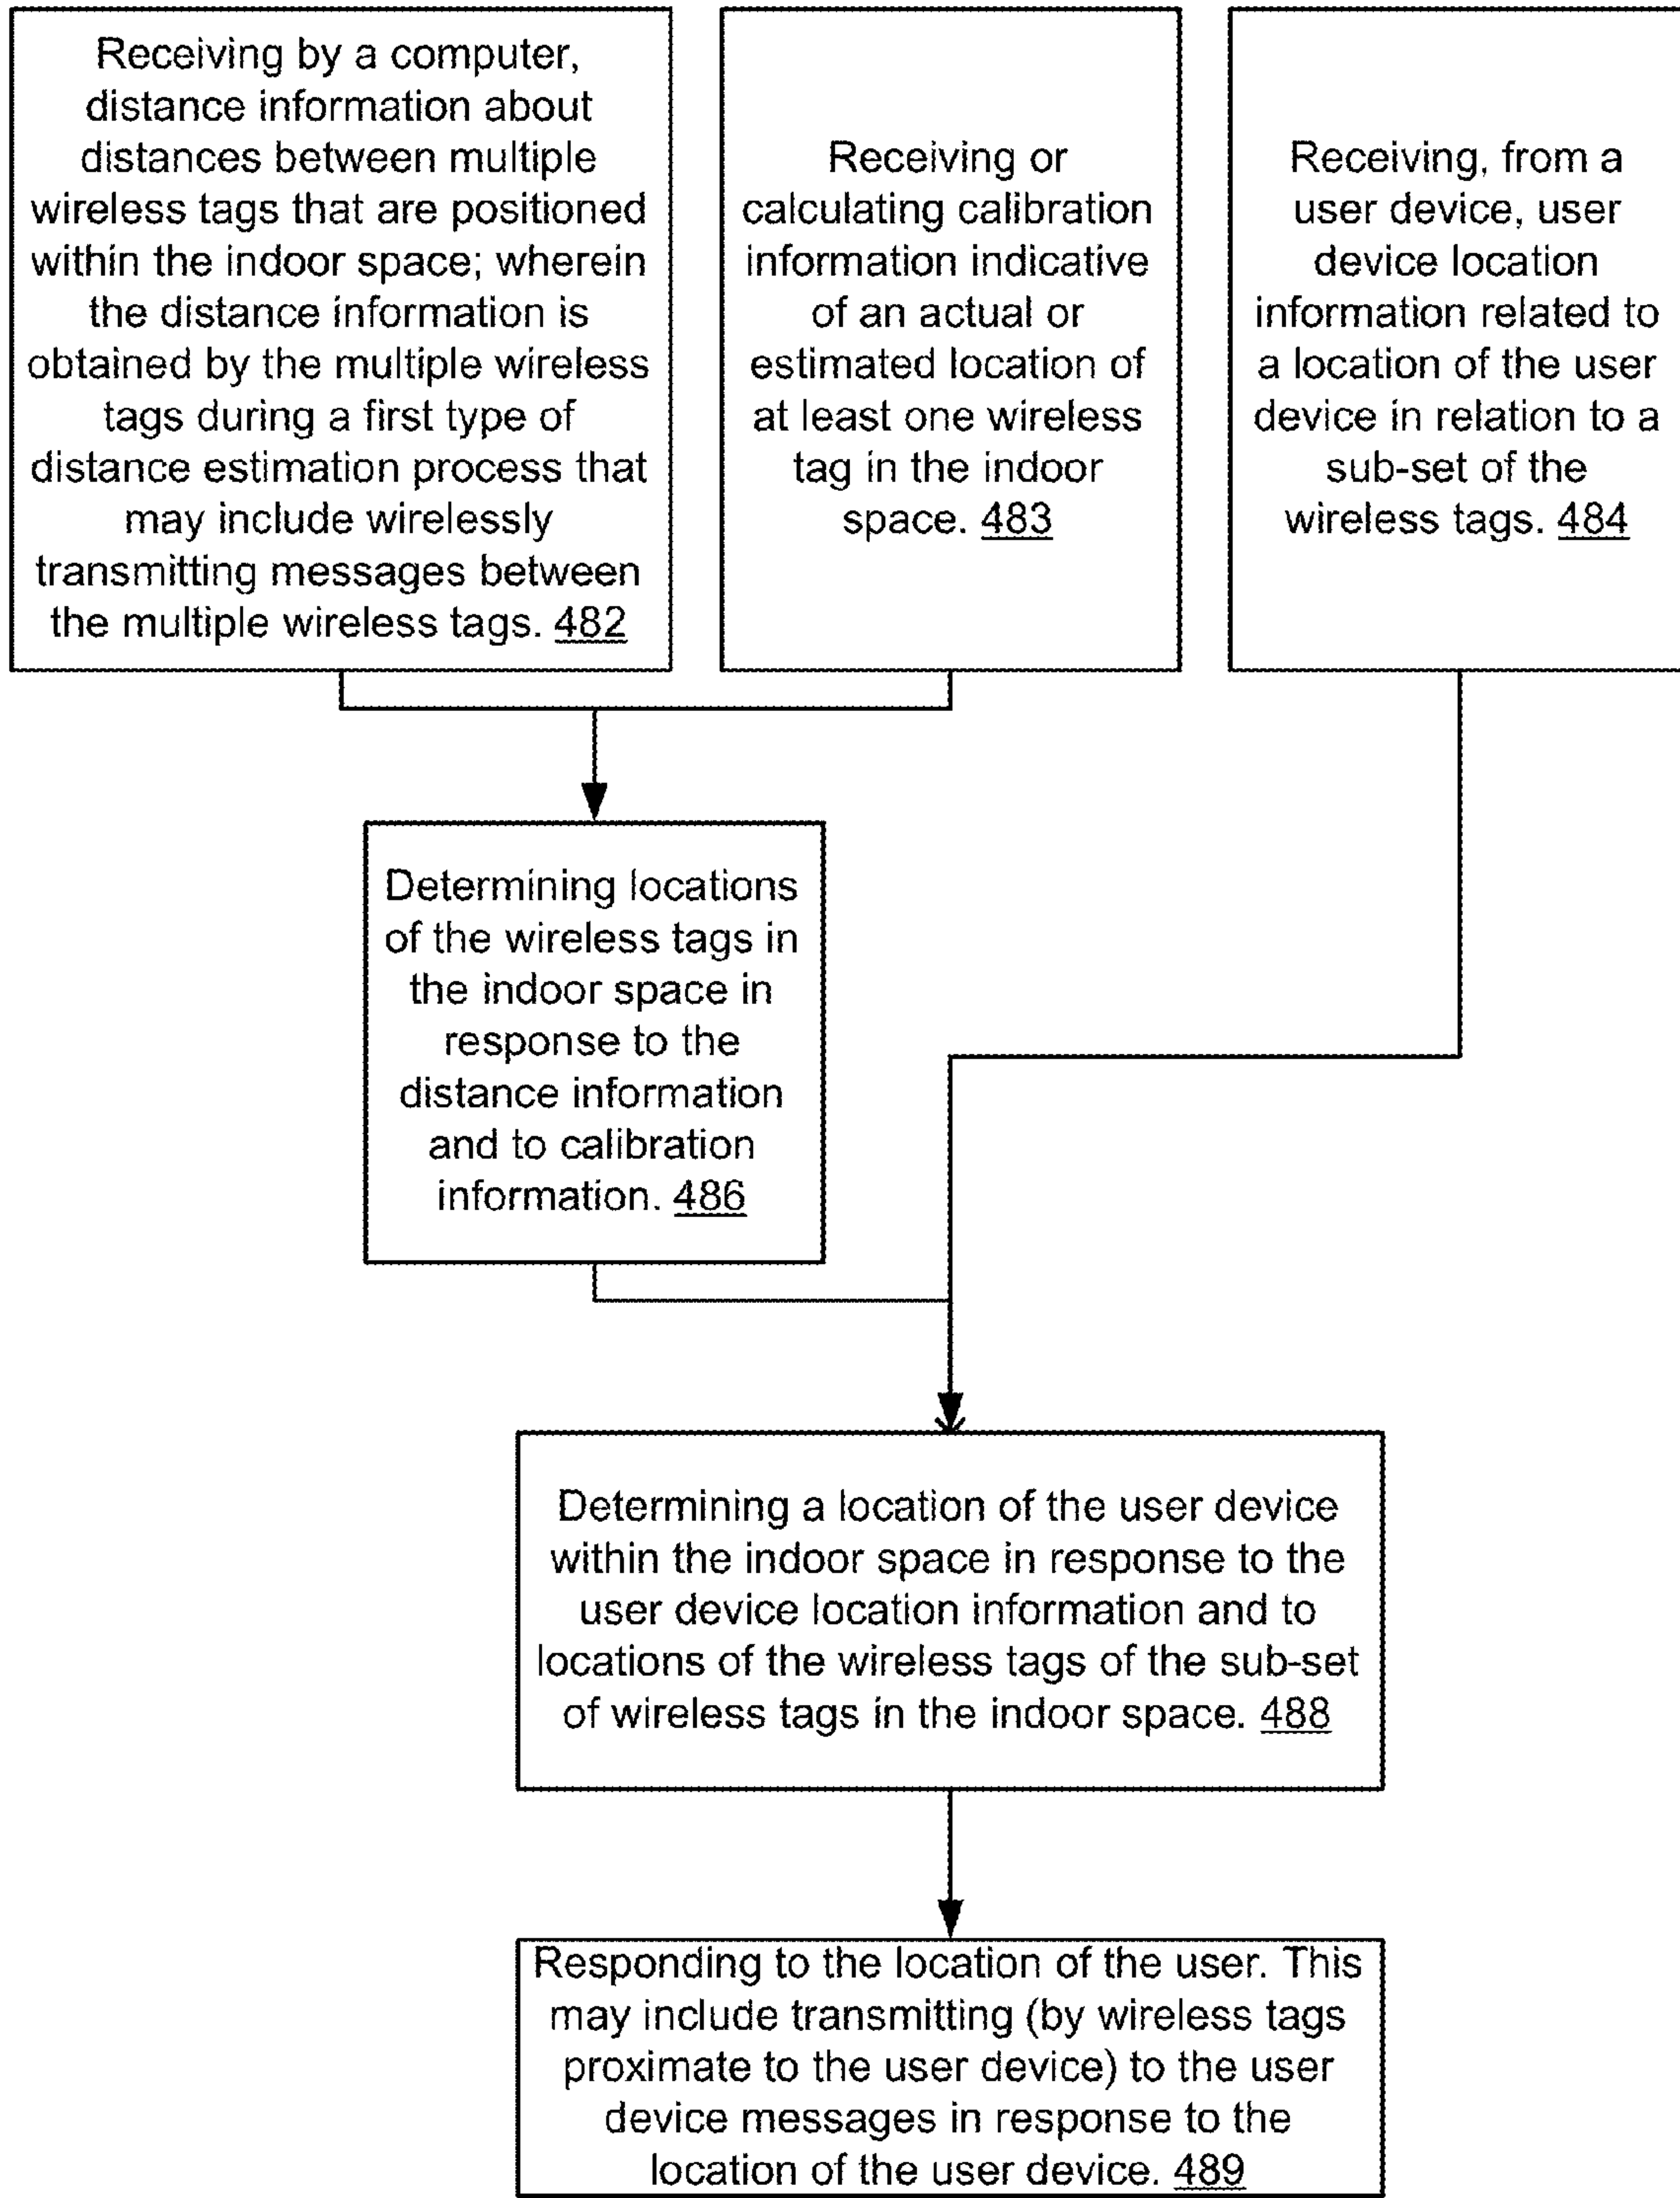 Receiving by a computer,
distance information about
distances between multiple
wireless tags that are positioned
within the indoor space; wherein
the distance information is
obtained by the multiple wireless
tags during a first type of
distance estimation process that
may include wirelessly
transmitting messages between
the multiple wireless tags. 482
Receiving or
calculating calibration
information indicative
of an actual or
estimated location of
at least one wireless
tag in the indoor
space. 483
Receiving, from a
user device, user
device location
information related to
a location of the user
device in relation to a
sub-set of the
wireless tags. 484
Determining locations
of the wireless tags in
the indoor space in
response to the
distance information
and to calibration
information. 486
Determining a location of the user device
within the indoor space in response to the
user device location information and to
locations of the wireless tags of the sub-set
of wireless tags in the indoor space. 488
Responding to the location of the user. This
may include transmitting (by wireless tags
proximate to the user device) to the user
device messages in response to the
location of the user device. 489